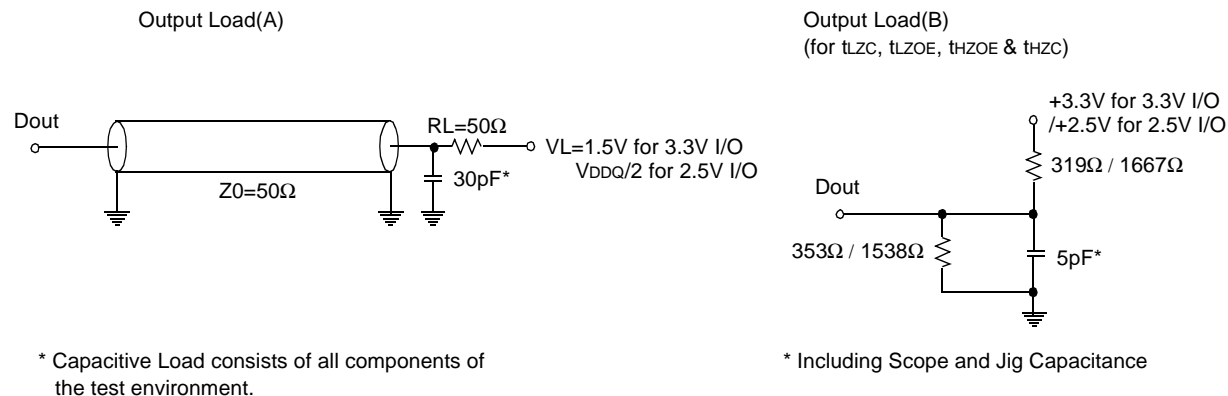 Output Load(A)
Dout
Z0=50Ω
RL=50Ω
30pF*
VL=1.5V for 3.3V I/O
VDDQ/2 for 2.5V I/O
* Capacitive Load consists of all components of
the test environment.
Output Load(B)
(for tLZC, tLZOE, tHZOE & tHZC)
+3.3V for 3.3V I/O
/+2.5V for 2.5V I/O
319Ω / 1667Ω
Dout
353Ω / 1538Ω
5pF*
* Including Scope and Jig Capacitance